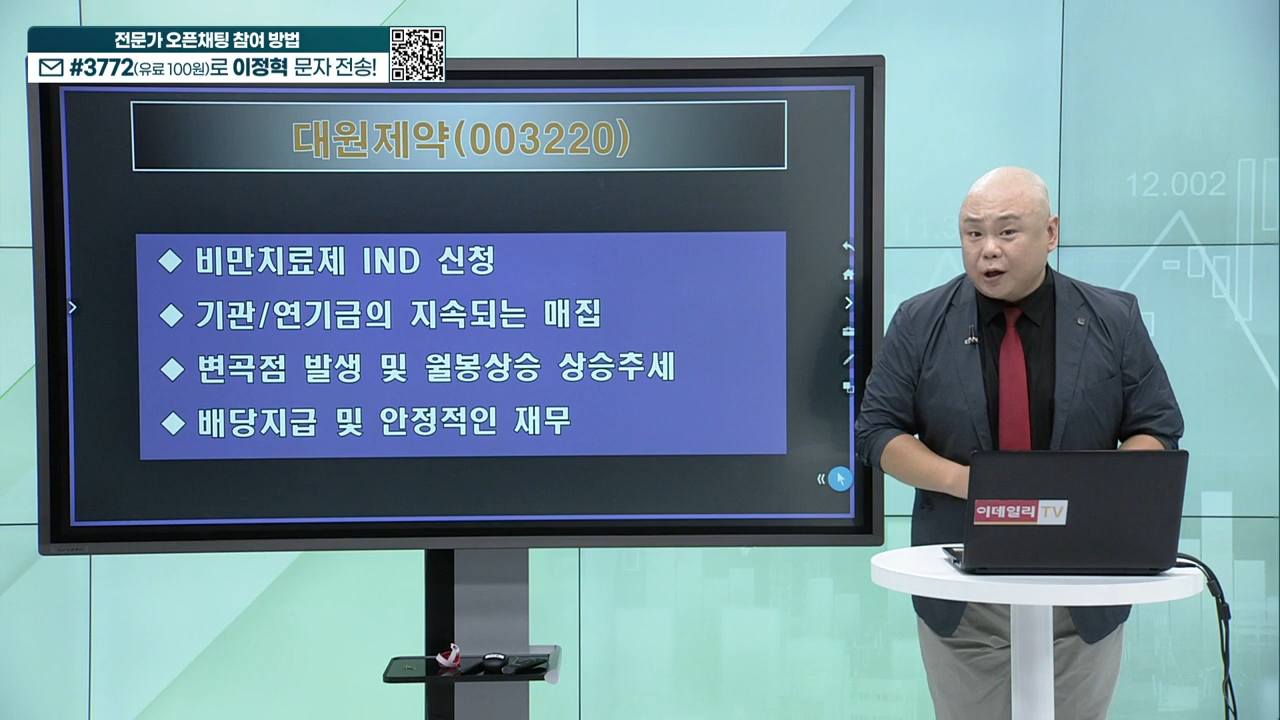 전문가 오픈채팅 참여 방법
#3772(유료 100원)로 이정혁 문자 전송!
대원제약(003220)
◆ 비만치료제 IND 신청
◆ 기관/연기금의 지속되는 매집
◆ 변곡점 발생 및 월봉상승 상승추세
◆ 배당지급 및 안정적인 재무
12.002
이데일리TV